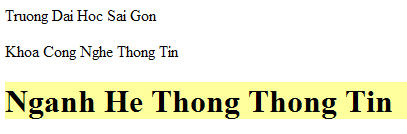 Truong Dai Hoc Sai Gon
Khoa Cong Nghe Thong Tin
Nganh He Thong Thong Tin